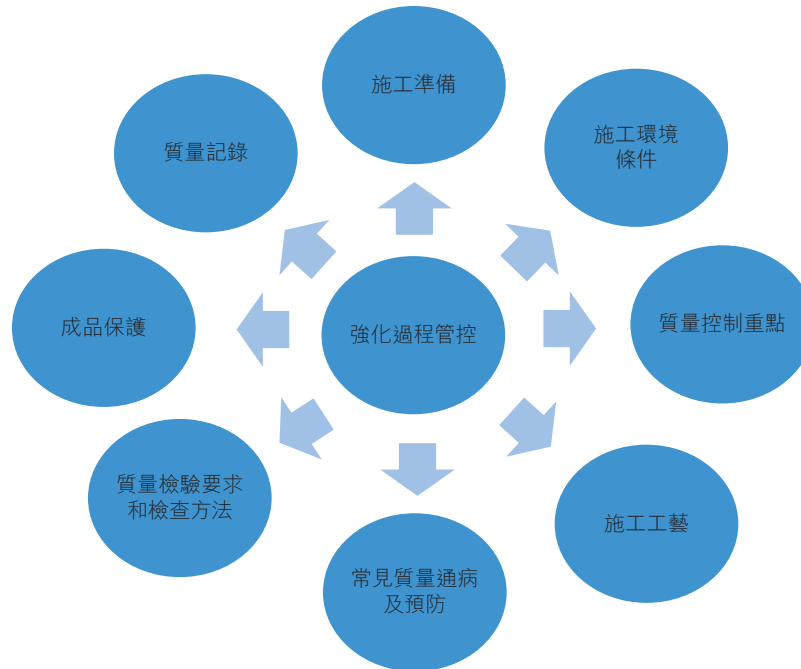 施工準備
施工環境
條件
質量記錄
成品保護
強化過程管控
質量控制重點
質量檢驗要求
和檢查方法
施工工藝
常見質量通病
及預防